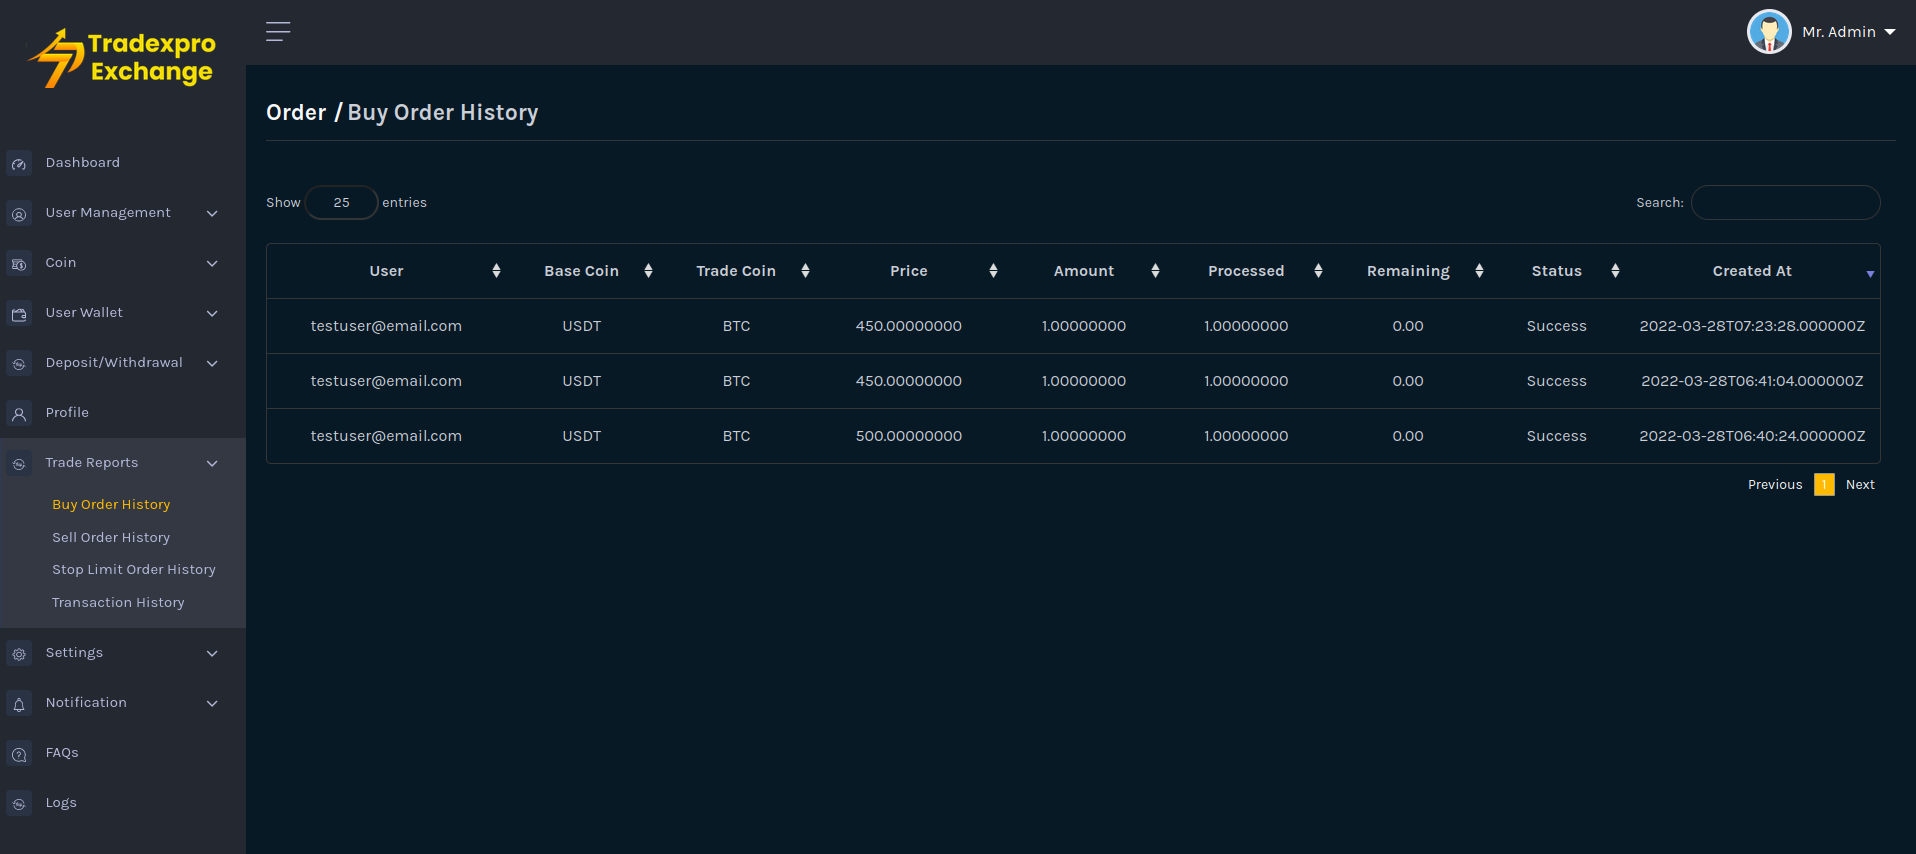 Tradexpro
Exchange
Mr. Admin
Order / Buy Order History
Dashboard
User Management
Coin
User Wallet
Deposit/Withdrawal
Profile
Trade Reports
Buy Order History
Sell Order History
Stop Limit Order History
Transaction History
Settings
Notification
FAQs
Logs
Show 25 entries
Search:
User Base Coin Trade Coin Price Amount Processed Remaining Status Created At
testuser@email.com USDT BTC 450.00000000 1.00000000 1.00000000 0.00 Success 2022-03-28T07:23:28.000000Z
testuser@email.com USDT BTC 450.00000000 1.00000000 1.00000000 0.00 Success 2022-03-28T06:41:04.000000Z
testuser@email.com USDT BTC 500.00000000 1.00000000 1.00000000 0.00 Success 2022-03-28T06:40:24.000000Z
Previous 1 Next